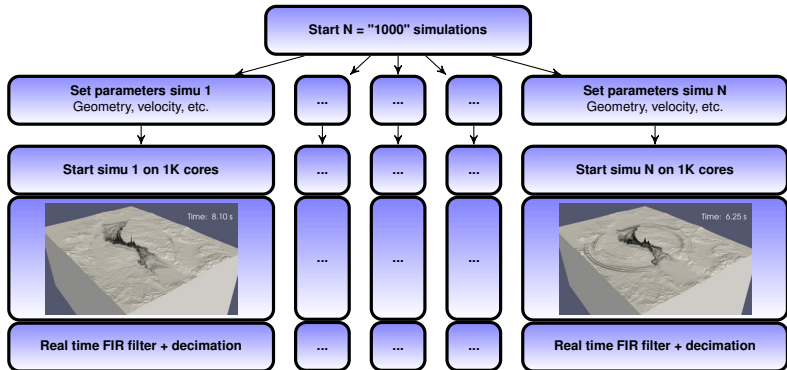 Start N = "1000" simulations
Set parameters simu 1
Geometry, velocity, etc.
...
...
...
Set parameters simu N
Geometry, velocity, etc.
Start simu 1 on 1K cores
...
...
...
Start simu N on 1K cores
Time: 8.10 s
...
...
...
Time: 6.25 s
Real time FIR filter + decimation
...
...
...
Real time FIR filter + decimation